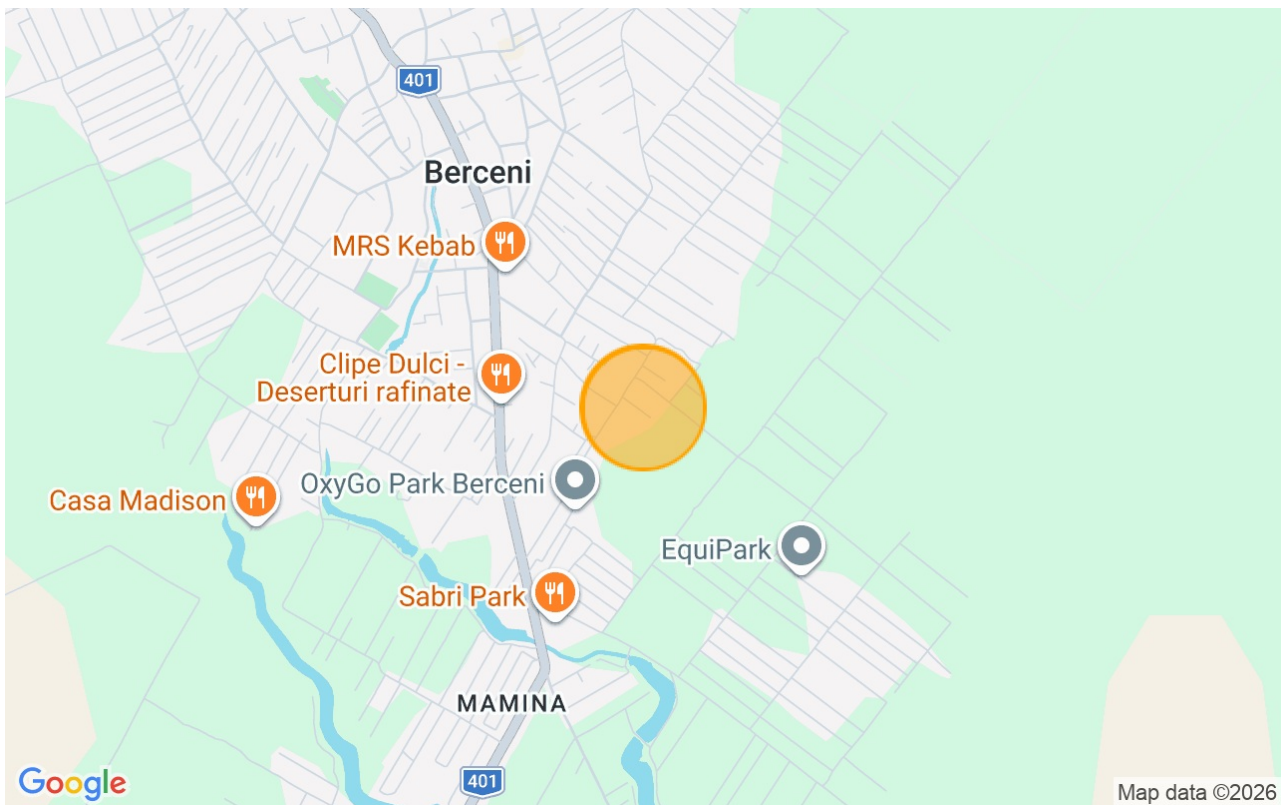 401
Berceni
MRS Kebab
Clipe Dulci -
Deserturi rafinate
OxyGo Park Berceni
Casa Madison
EquiPark
Sabri Park
MAMINA
401
Google
Map data ©2026